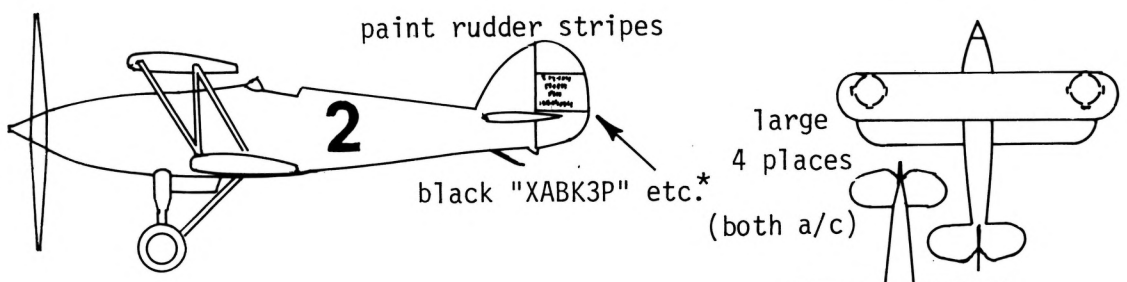 paint rudder stripes
2
black "XABK3P" etc.*
large
4 places
(both a/c)